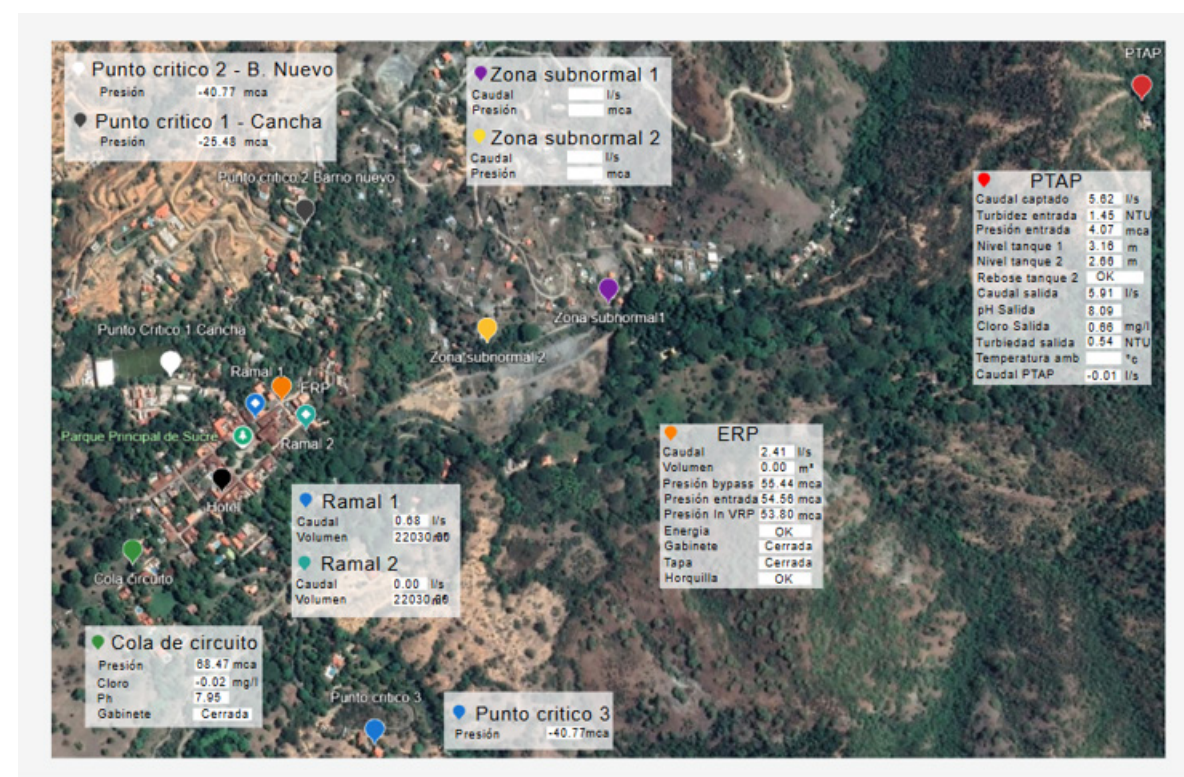 PTAP
Punto critico 2 - B. Nuevo
Presión -40.77 mca
Punto critico 1 - Cancha
Presión -25.48 mca
Zona subnormal 1
Caudal l/s
Presión mca
Zona subnormal 2
Caudal l/s
Presión mca
Punto critico 2 Barrio nuevo
PTAP
Caudal captado 5.62 l/s
Turbidez entrada 1.45 NTU
Presión entrada 4.07 mca
Nivel tanque 1 3.16 m
Nivel tanque 2 2.66 m
Rebose tanque 2 OK
Caudal salida 5.91 l/s
pH Salida 8.09
Cloro Salida 0.66 mg/l
Turbiedad salida 0.54 NTU
Temperatura amb °c
Caudal PTAP -0.01 l/s
Zona subnormal1
Punto Critico 1 Cancha
Zona subnormal 2
Ramal 1
ERP
Parque Principal de Sucre
Ramal 2
Hotel
ERP
Caudal 2.41 l/s
Volumen 0.00 m³
Presión bypass 55.44 mca
Presión entrada 54.56 mca
Presión In VRP 53.80 mca
Energia OK
Gabinete Cerrada
Tapa Cerrada
Horquilla OK
Ramal 1
Caudal 0.68 l/s
Volumen 22030
Ramal 2
Caudal 0.00 l/s
Volumen 22030
Cola circuito
Cola de circuito
Presión 68.47 mca
Cloro -0.02 mg/l
Ph 7.95
Gabinete Cerrada
Punto critico 3
Punto critico 3
Presión -40.77mca